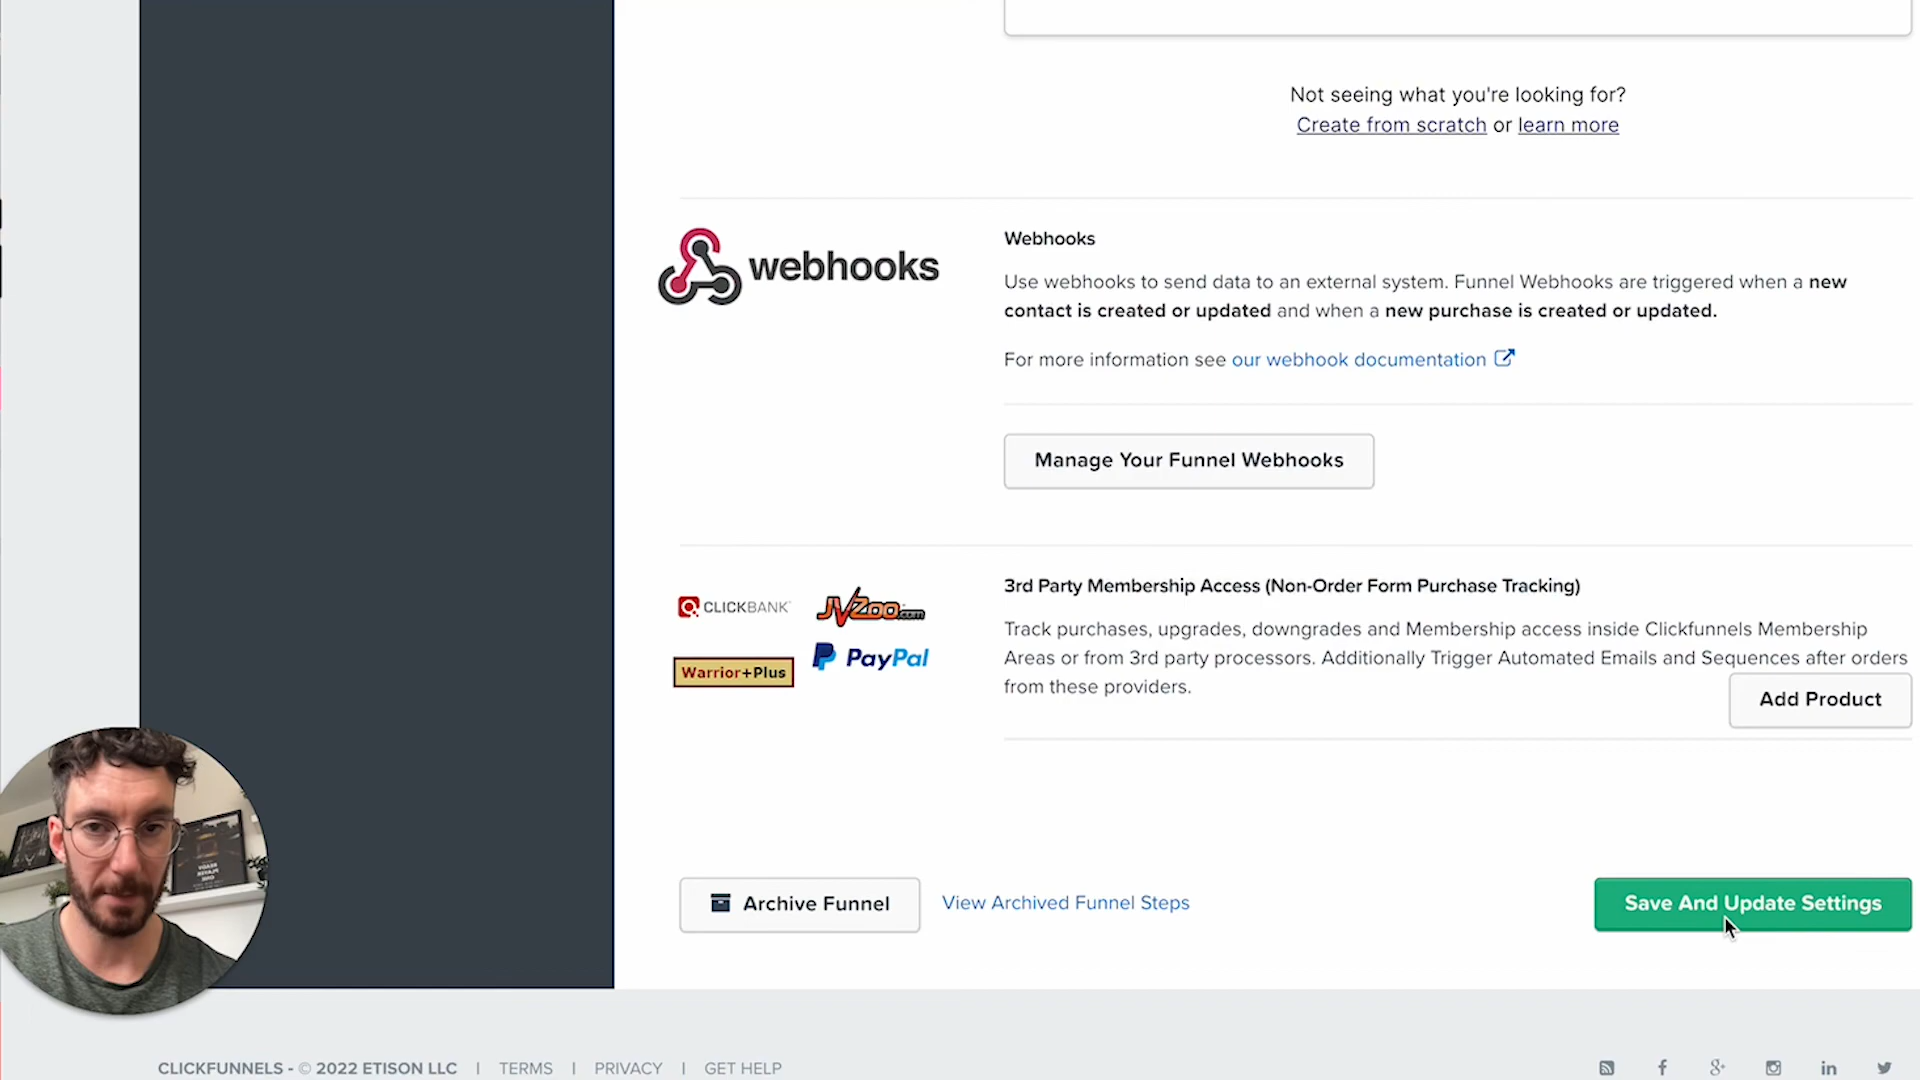 Not seeing what you're looking for?
Create from scratch or learn more
webhooks
Webhooks
Use webhooks to send data to an external system. Funnel Webhooks are triggered when a new
contact is created or updated and when a new purchase is created or updated.
For more information see our webhook documentation
Manage Your Funnel Webhooks
CLICKBANK
JVZoo.com
Warrior+Plus
PayPal
3rd Party Membership Access (Non-Order Form Purchase Tracking)
Track purchases, upgrades, downgrades and Membership access inside Clickfunnels Membership
Areas or from 3rd party processors. Additionally Trigger Automated Emails and Sequences after orders
from these providers.
Add Product
Archive Funnel
View Archived Funnel Steps
Save And Update Settings
CLICKFUNNELS - © 2022 ETISON LLC | TERMS | PRIVACY | GET HELP